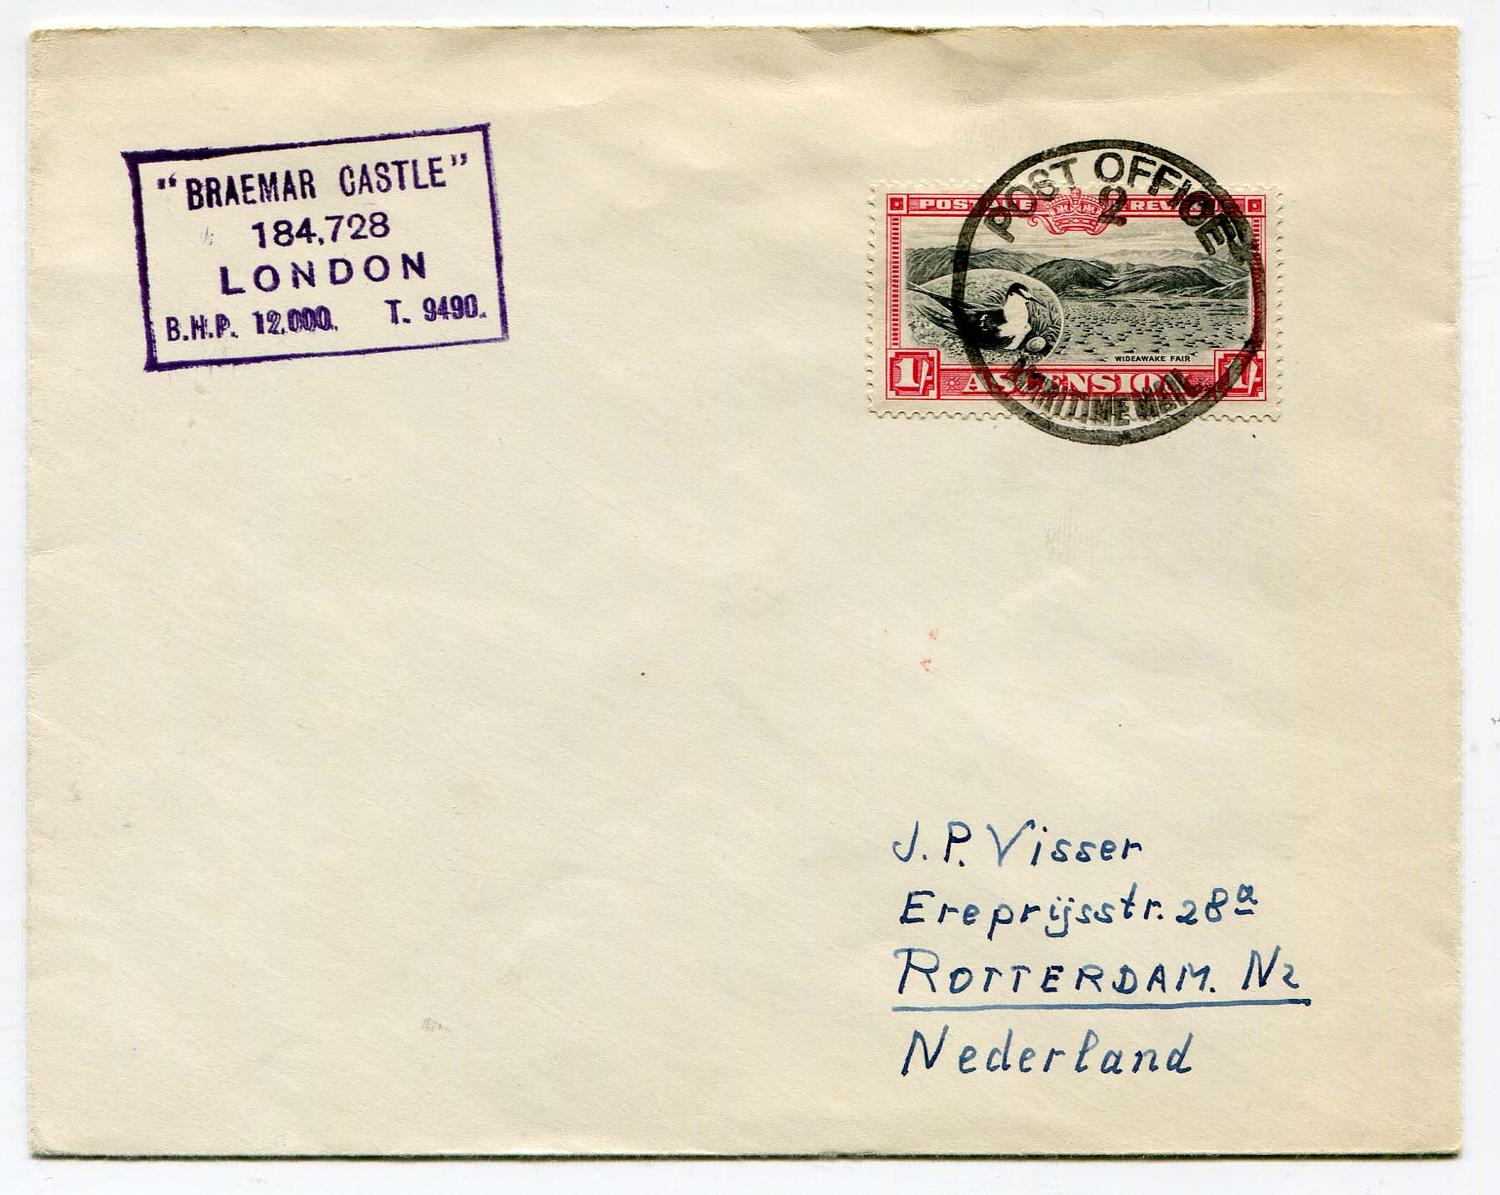 "BRAEMAR CASTLE"
184,728
LONDON
B.H.P. 12,000. T. 9490.
POST OFFICE
2
MARITIME MAIL
POSTAGE REVENUE
WIDEAWAKE FAIR
1/- ASCENSION 1/-
J. P. Visser
Ereprijsstr. 28a
ROTTERDAM. N2
Nederland